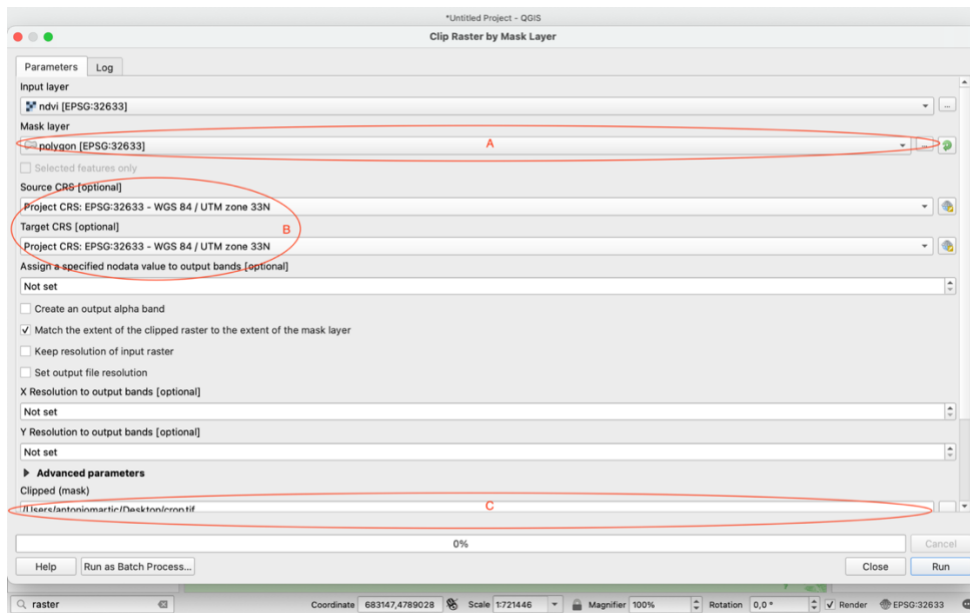 *Untitled Project - QGIS
Clip Raster by Mask Layer
Parameters Log
Input layer
ndvi [EPSG:32633]
Mask layer
polygon [EPSG:32633]
A
Selected features only
Source CRS [optional]
Project CRS: EPSG:32633 - WGS 84 / UTM zone 33N
Target CRS [optional]
B
Project CRS: EPSG:32633 - WGS 84 / UTM zone 33N
Assign a specified nodata value to output bands [optional]
Not set
Create an output alpha band
Match the extent of the clipped raster to the extent of the mask layer
Keep resolution of input raster
Set output file resolution
X Resolution to output bands [optional]
Not set
Y Resolution to output bands [optional]
Not set
Advanced parameters
Clipped (mask)
/Users/antoniomartic/Desktop/crop.tif
C
0%
Cancel
Help Run as Batch Process... Close Run
raster Coordinate 683147,4789028 Scale 1:721446 Magnifier 100% Rotation 0,0 ° Render EPSG:32633